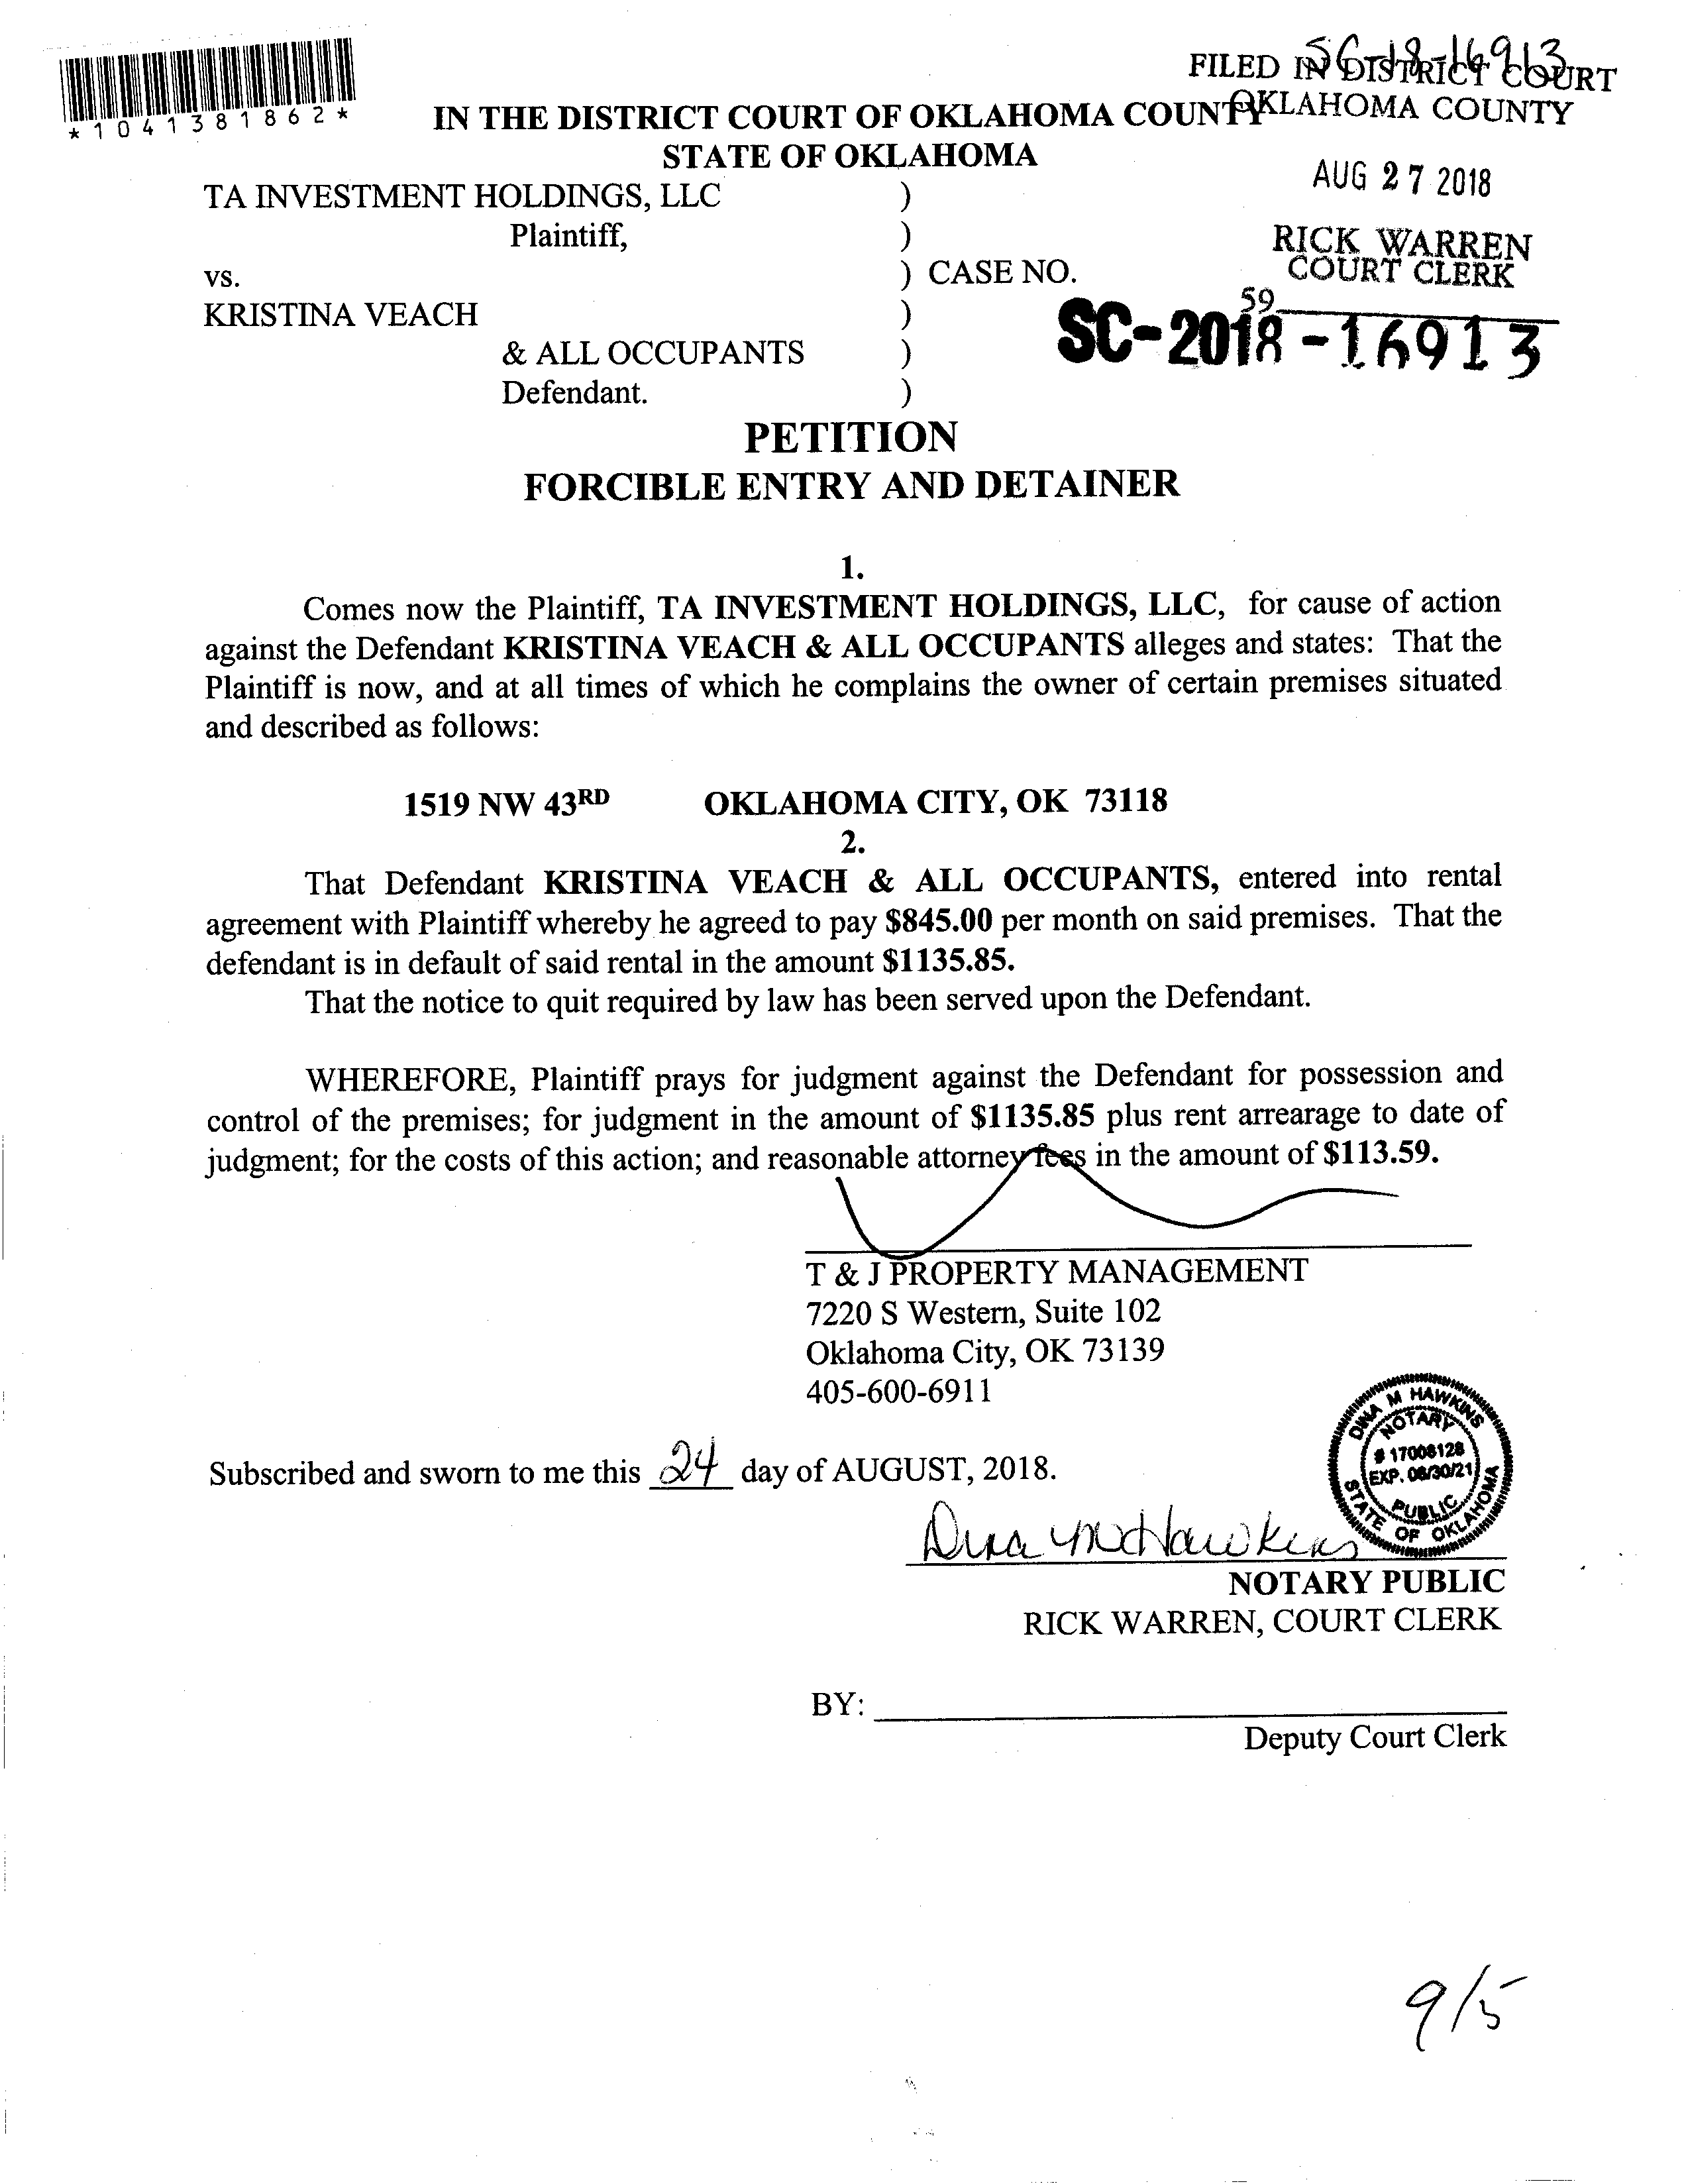 *1041381862*
SC-18-16913
FILED IN DISTRICT COURT
OKLAHOMA COUNTY
IN THE DISTRICT COURT OF OKLAHOMA COUNTY
STATE OF OKLAHOMA
AUG 27 2018
TA INVESTMENT HOLDINGS, LLC )
Plaintiff, )
RICK WARREN
COURT CLERK
vs. ) CASE NO.
59
KRISTINA VEACH )
SC-2018-16913
& ALL OCCUPANTS )
Defendant. )
PETITION
FORCIBLE ENTRY AND DETAINER
1.
Comes now the Plaintiff, TA INVESTMENT HOLDINGS, LLC, for cause of action
against the Defendant KRISTINA VEACH & ALL OCCUPANTS alleges and states: That the
Plaintiff is now, and at all times of which he complains the owner of certain premises situated
and described as follows:
1519 NW 43RD OKLAHOMA CITY, OK 73118
2.
That Defendant KRISTINA VEACH & ALL OCCUPANTS, entered into rental
agreement with Plaintiff whereby he agreed to pay $845.00 per month on said premises. That the
defendant is in default of said rental in the amount $1135.85.
That the notice to quit required by law has been served upon the Defendant.
WHEREFORE, Plaintiff prays for judgment against the Defendant for possession and
control of the premises; for judgment in the amount of $1135.85 plus rent arrearage to date of
judgment; for the costs of this action; and reasonable attorney fees in the amount of $113.59.
T & J PROPERTY MANAGEMENT
7220 S Western, Suite 102
Oklahoma City, OK 73139
405-600-6911
DINA M HAWKINS
NOTARY
# 17008128
EXP. 08/30/21
PUBLIC
STATE OF OKLAHOMA
Subscribed and sworn to me this 24 day of AUGUST, 2018.
Dina M Hawkins
NOTARY PUBLIC
RICK WARREN, COURT CLERK
BY:
Deputy Court Clerk
9/5